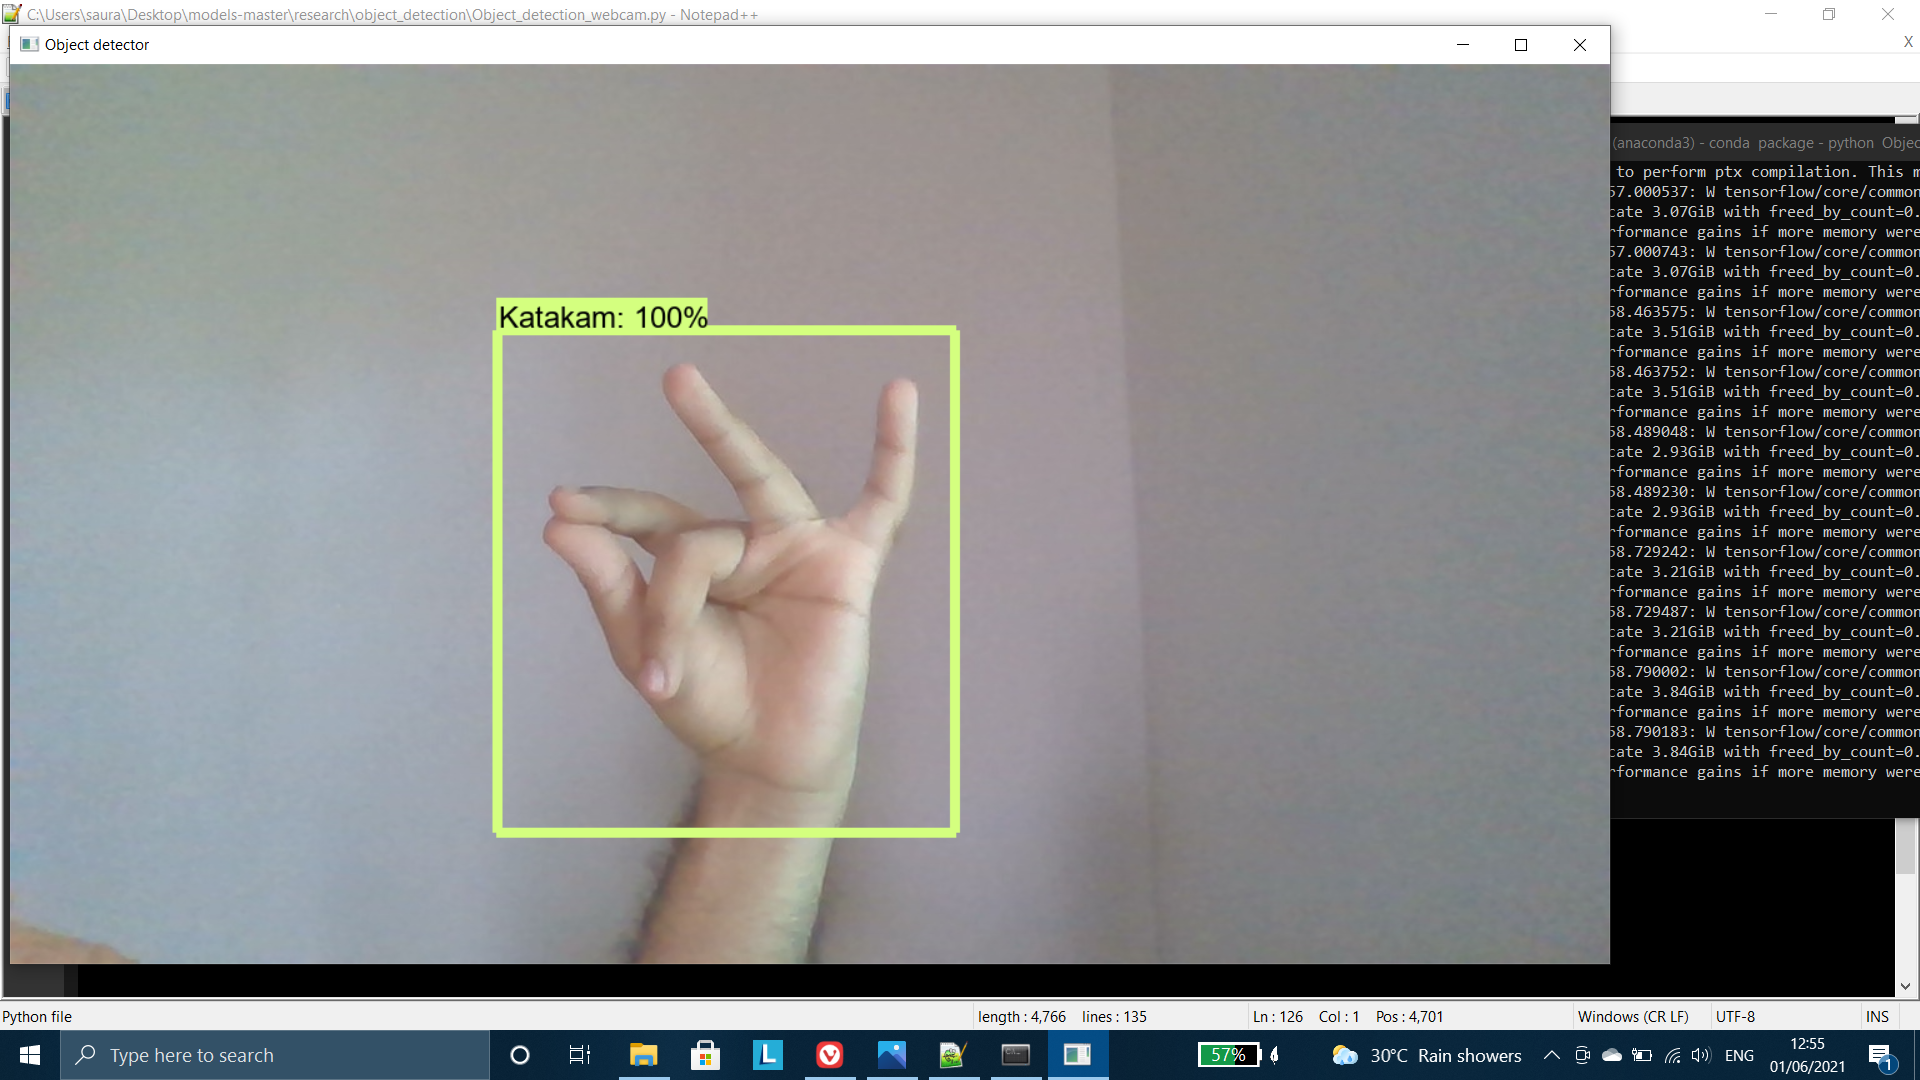 C:\Users\saura\Desktop\models-master\research\object_detection\Object_detection_webcam.py - Notepad++
X
Object detector
Katakam: 100%
(anaconda3) - conda package - python Objec
to perform ptx compilation. This m
57.000537: W tensorflow/core/common
cate 3.07GiB with freed_by_count=0.
rformance gains if more memory were
57.000743: W tensorflow/core/common
cate 3.07GiB with freed_by_count=0.
rformance gains if more memory were
58.463575: W tensorflow/core/common
cate 3.51GiB with freed_by_count=0.
rformance gains if more memory were
58.463752: W tensorflow/core/common
cate 3.51GiB with freed_by_count=0.
rformance gains if more memory were
58.489048: W tensorflow/core/common
cate 2.93GiB with freed_by_count=0.
rformance gains if more memory were
58.489230: W tensorflow/core/common
cate 2.93GiB with freed_by_count=0.
rformance gains if more memory were
58.729242: W tensorflow/core/common
cate 3.21GiB with freed_by_count=0.
rformance gains if more memory were
58.729487: W tensorflow/core/common
cate 3.21GiB with freed_by_count=0.
rformance gains if more memory were
58.790002: W tensorflow/core/common
cate 3.84GiB with freed_by_count=0.
rformance gains if more memory were
58.790183: W tensorflow/core/common
cate 3.84GiB with freed_by_count=0.
rformance gains if more memory were
Python file length : 4,766 lines : 135 Ln : 126 Col : 1 Pos : 4,701 Windows (CR LF) UTF-8 INS
Type here to search L 57% 30°C Rain showers ENG 12:55
01/06/2021 1